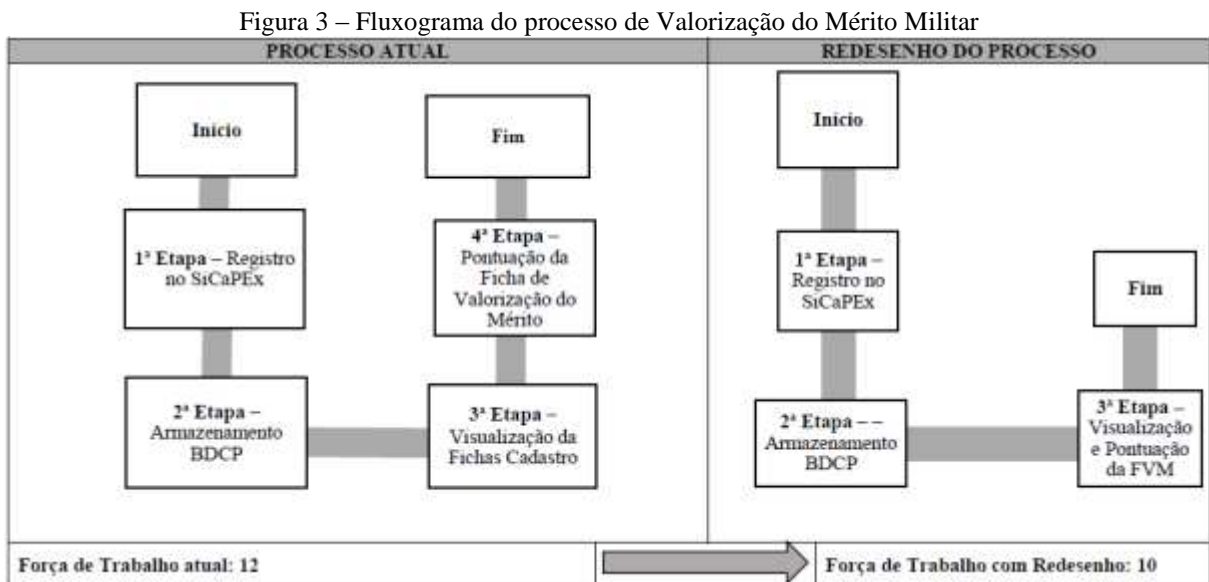 Figura 3 – Fluxograma do processo de Valorização do Mérito Militar
PROCESSO ATUAL
Início
1ª Etapa – Registro
no SiCaPEx
2ª Etapa –
Armazenamento
BDCP
3ª Etapa –
Visualização da
Fichas Cadastro
4ª Etapa –
Pontuação da
Ficha de
Valorização do
Mérito
Fim
Força de Trabalho atual: 12
REDESENHO DO PROCESSO
Início
1ª Etapa –
Registro no
SiCaPEx
2ª Etapa – –
Armazenamento
BDCP
3ª Etapa –
Visualização
e Pontuação
da FVM
Fim
Força de Trabalho com Redesenho: 10